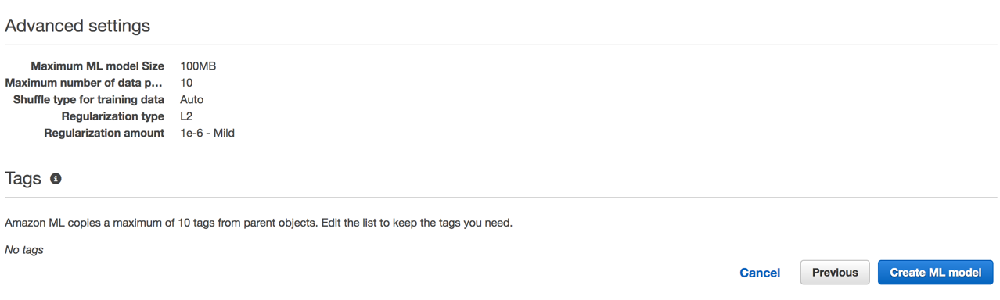 Advanced settings
Maximum ML model Size 100MB
Maximum number of data p... 10
Shuffle type for training data Auto
Regularization type L2
Regularization amount 1e-6 - Mild
Tags
Amazon ML copies a maximum of 10 tags from parent objects. Edit the list to keep the tags you need.
No tags
Cancel Previous Create ML model